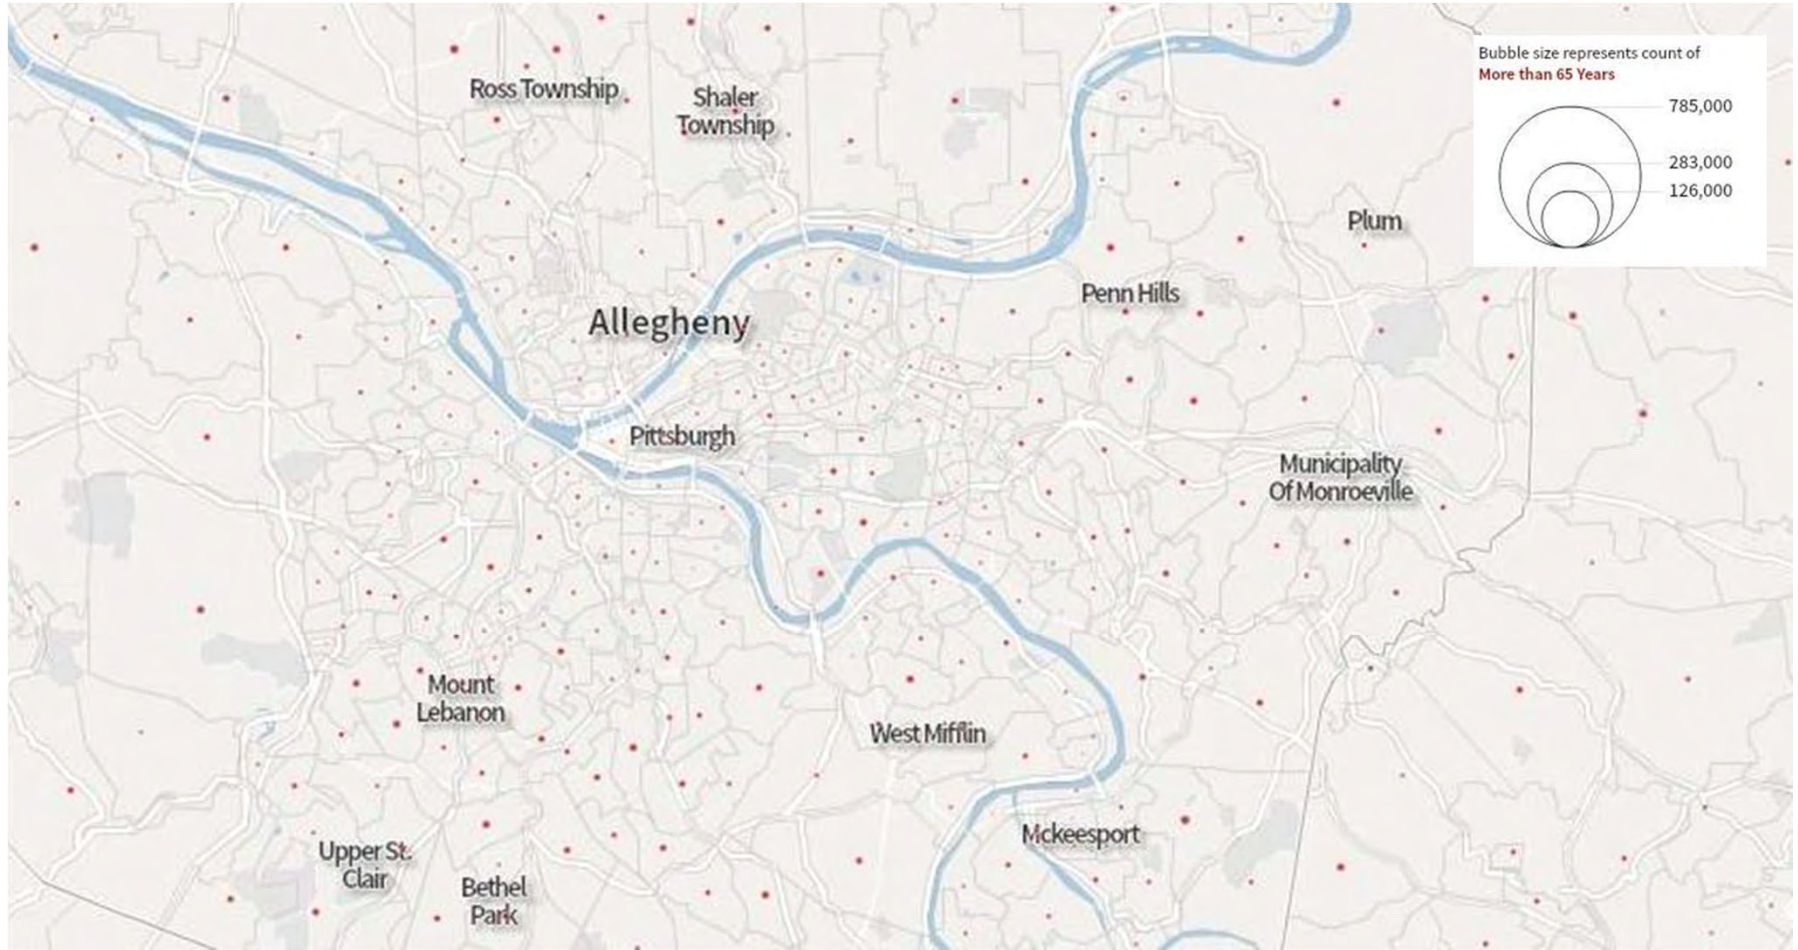 Bubble size represents count of
More than 65 Years
785,000
283,000
126,000
Ross Township
Shaler
Township
Plum
Penn Hills
Allegheny
Pittsburgh
Municipality
Of Monroeville
Mount
Lebanon
West Mifflin
Mckeesport
Upper St.
Clair
Bethel
Park